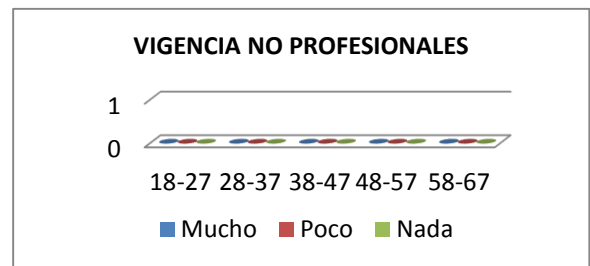 VIGENCIA NO PROFESIONALES
1
0
18-27 28-37 38-47 48-57 58-67
Mucho Poco Nada